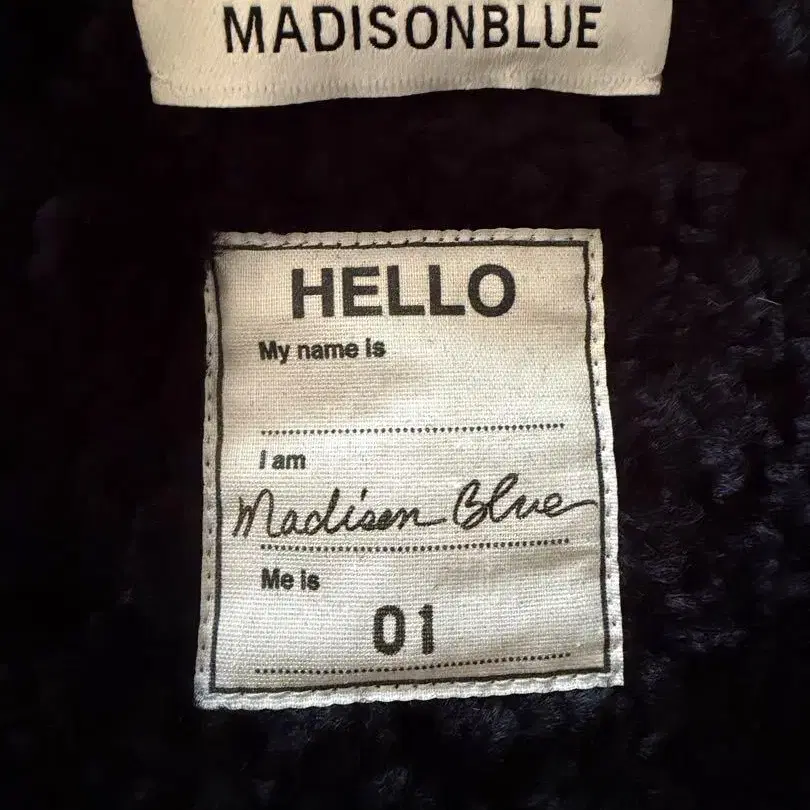 MADISONBLUE
HELLO
My name is
I am
Madison Blue
Me is
01